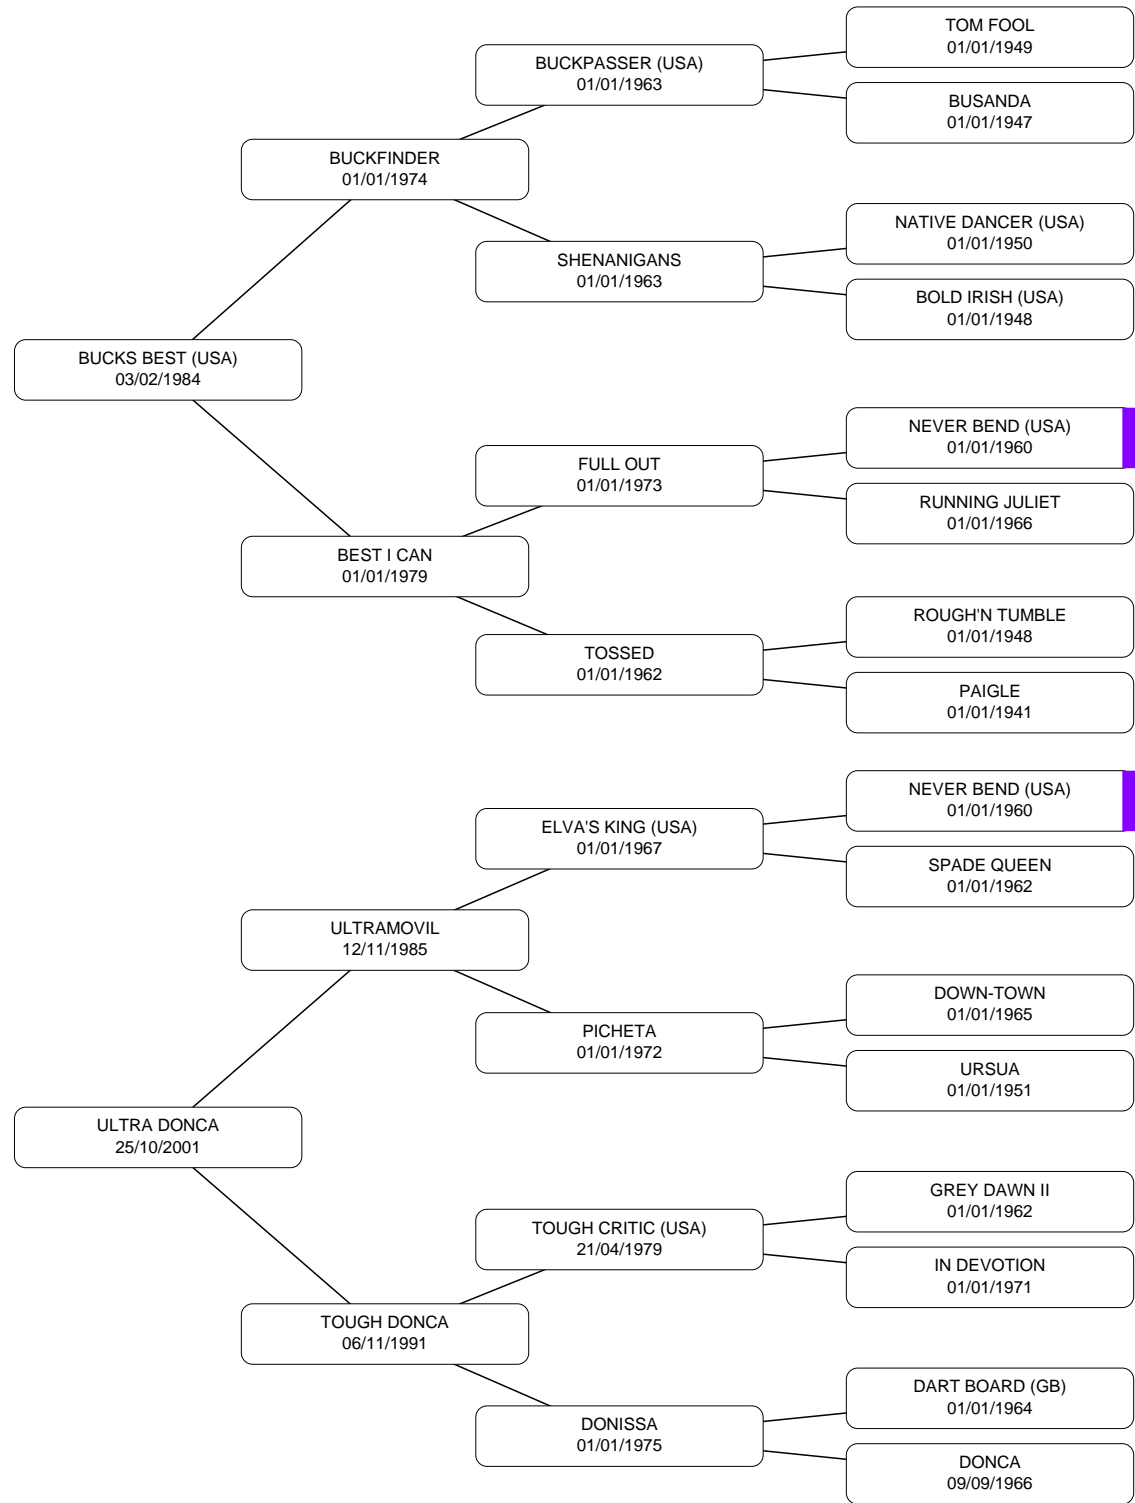 TOM FOOL
01/01/1949
BUCKPASSER (USA)
01/01/1963
BUSANDA
01/01/1947
BUCKFINDER
01/01/1974
NATIVE DANCER (USA)
01/01/1950
SHENANIGANS
01/01/1963
BOLD IRISH (USA)
01/01/1948
BUCKS BEST (USA)
03/02/1984
NEVER BEND (USA)
01/01/1960
FULL OUT
01/01/1973
RUNNING JULIET
01/01/1966
BEST I CAN
01/01/1979
ROUGH'N TUMBLE
01/01/1948
TOSSED
01/01/1962
PAIGLE
01/01/1941
NEVER BEND (USA)
01/01/1960
ELVA'S KING (USA)
01/01/1967
SPADE QUEEN
01/01/1962
ULTRAMOVIL
12/11/1985
DOWN-TOWN
01/01/1965
PICHETA
01/01/1972
URSUA
01/01/1951
ULTRA DONCA
25/10/2001
GREY DAWN II
01/01/1962
TOUGH CRITIC (USA)
21/04/1979
IN DEVOTION
01/01/1971
TOUGH DONCA
06/11/1991
DART BOARD (GB)
01/01/1964
DONISSA
01/01/1975
DONCA
09/09/1966